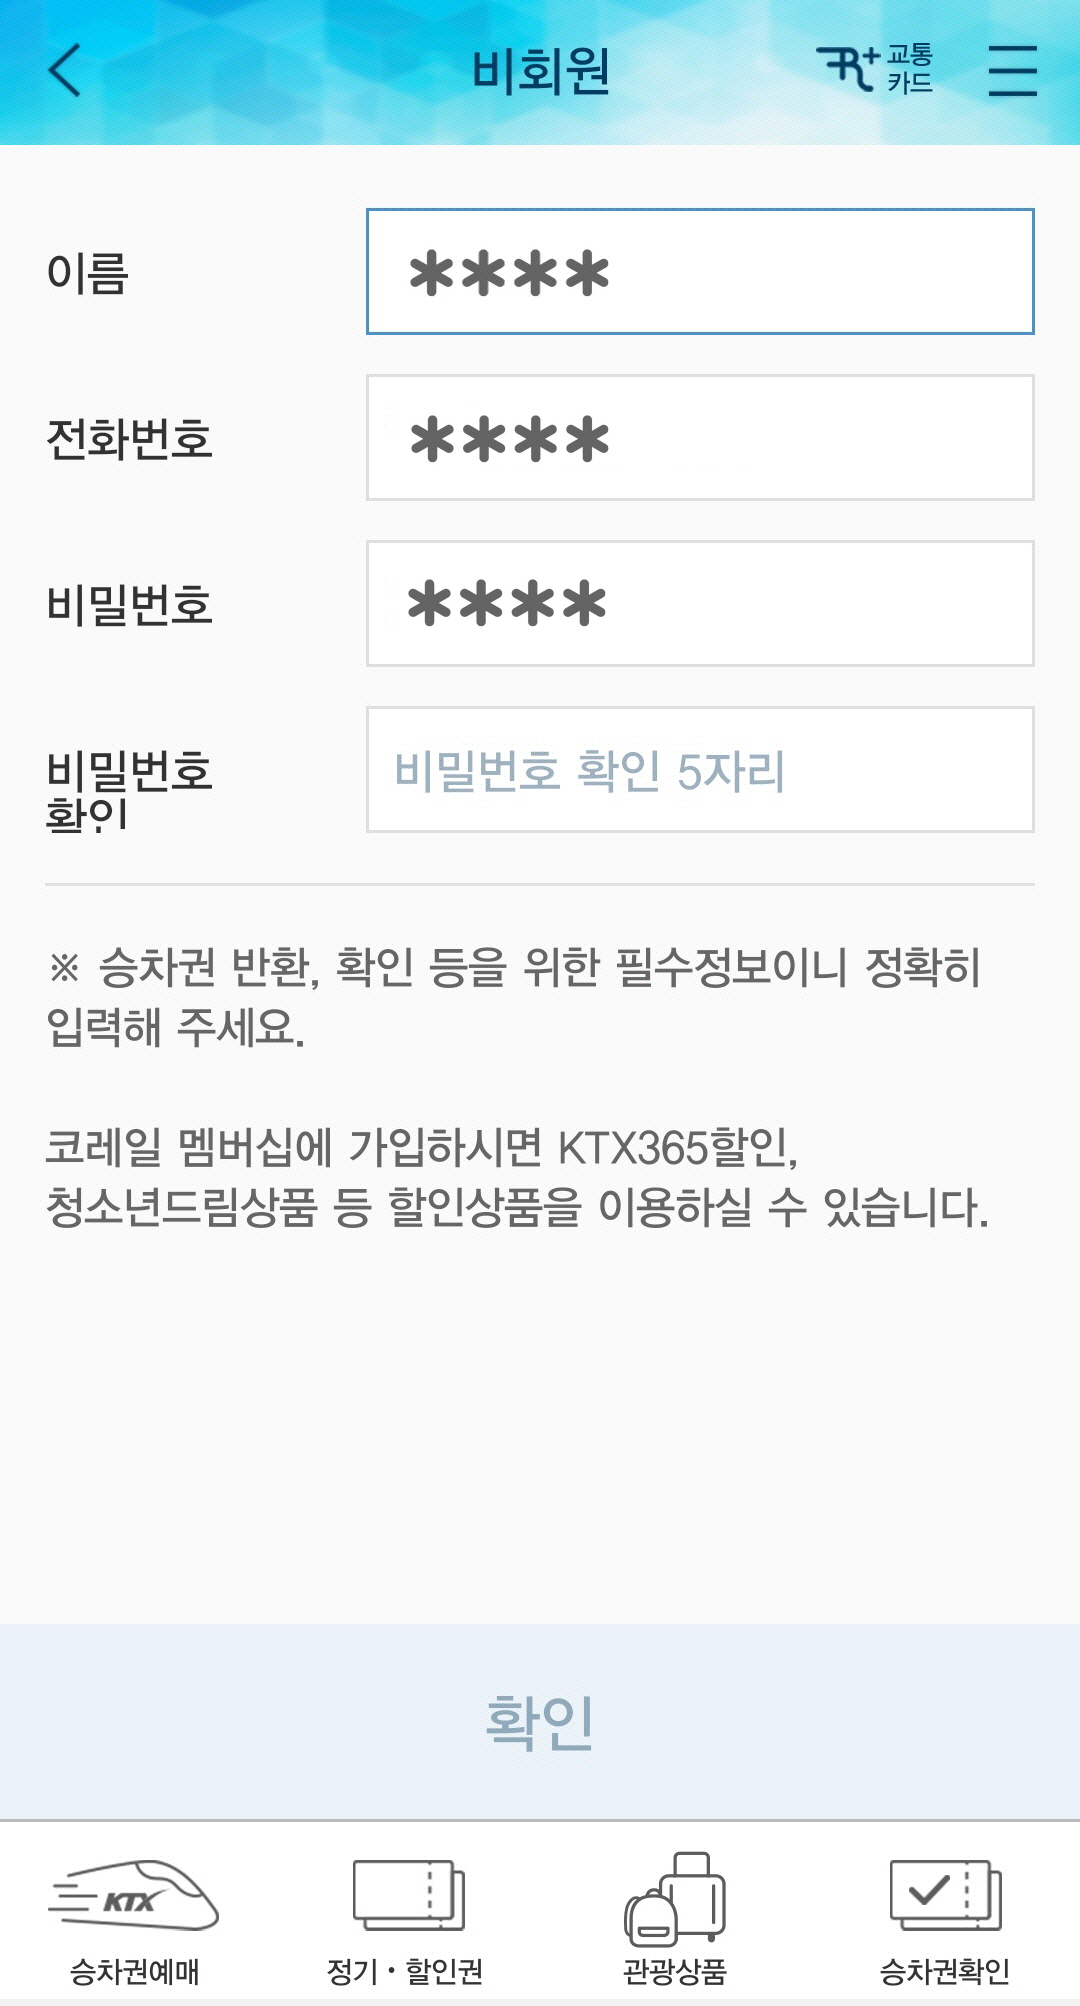 비회원
R+ 교통
카드
이름
****
전화번호
****
비밀번호
****
비밀번호
확인
비밀번호 확인 5자리
※ 승차권 반환, 확인 등을 위한 필수정보이니 정확히
입력해 주세요.
코레일 멤버십에 가입하시면 KTX365할인,
청소년드림상품 등 할인상품을 이용하실 수 있습니다.
확인
KTX
승차권예매
정기·할인권
관광상품
승차권확인